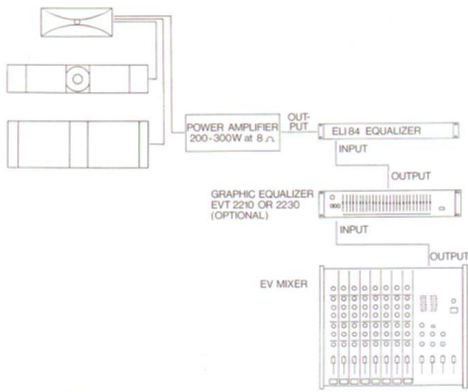 POWER AMPLIFIER
200-300W at 8 Ω
OUT-
PUT
ELI 84 EQUALIZER
INPUT
OUTPUT
GRAPHIC EQUALIZER
EVT 2210 OR 2230
(OPTIONAL)
INPUT
OUTPUT
EV MIXER